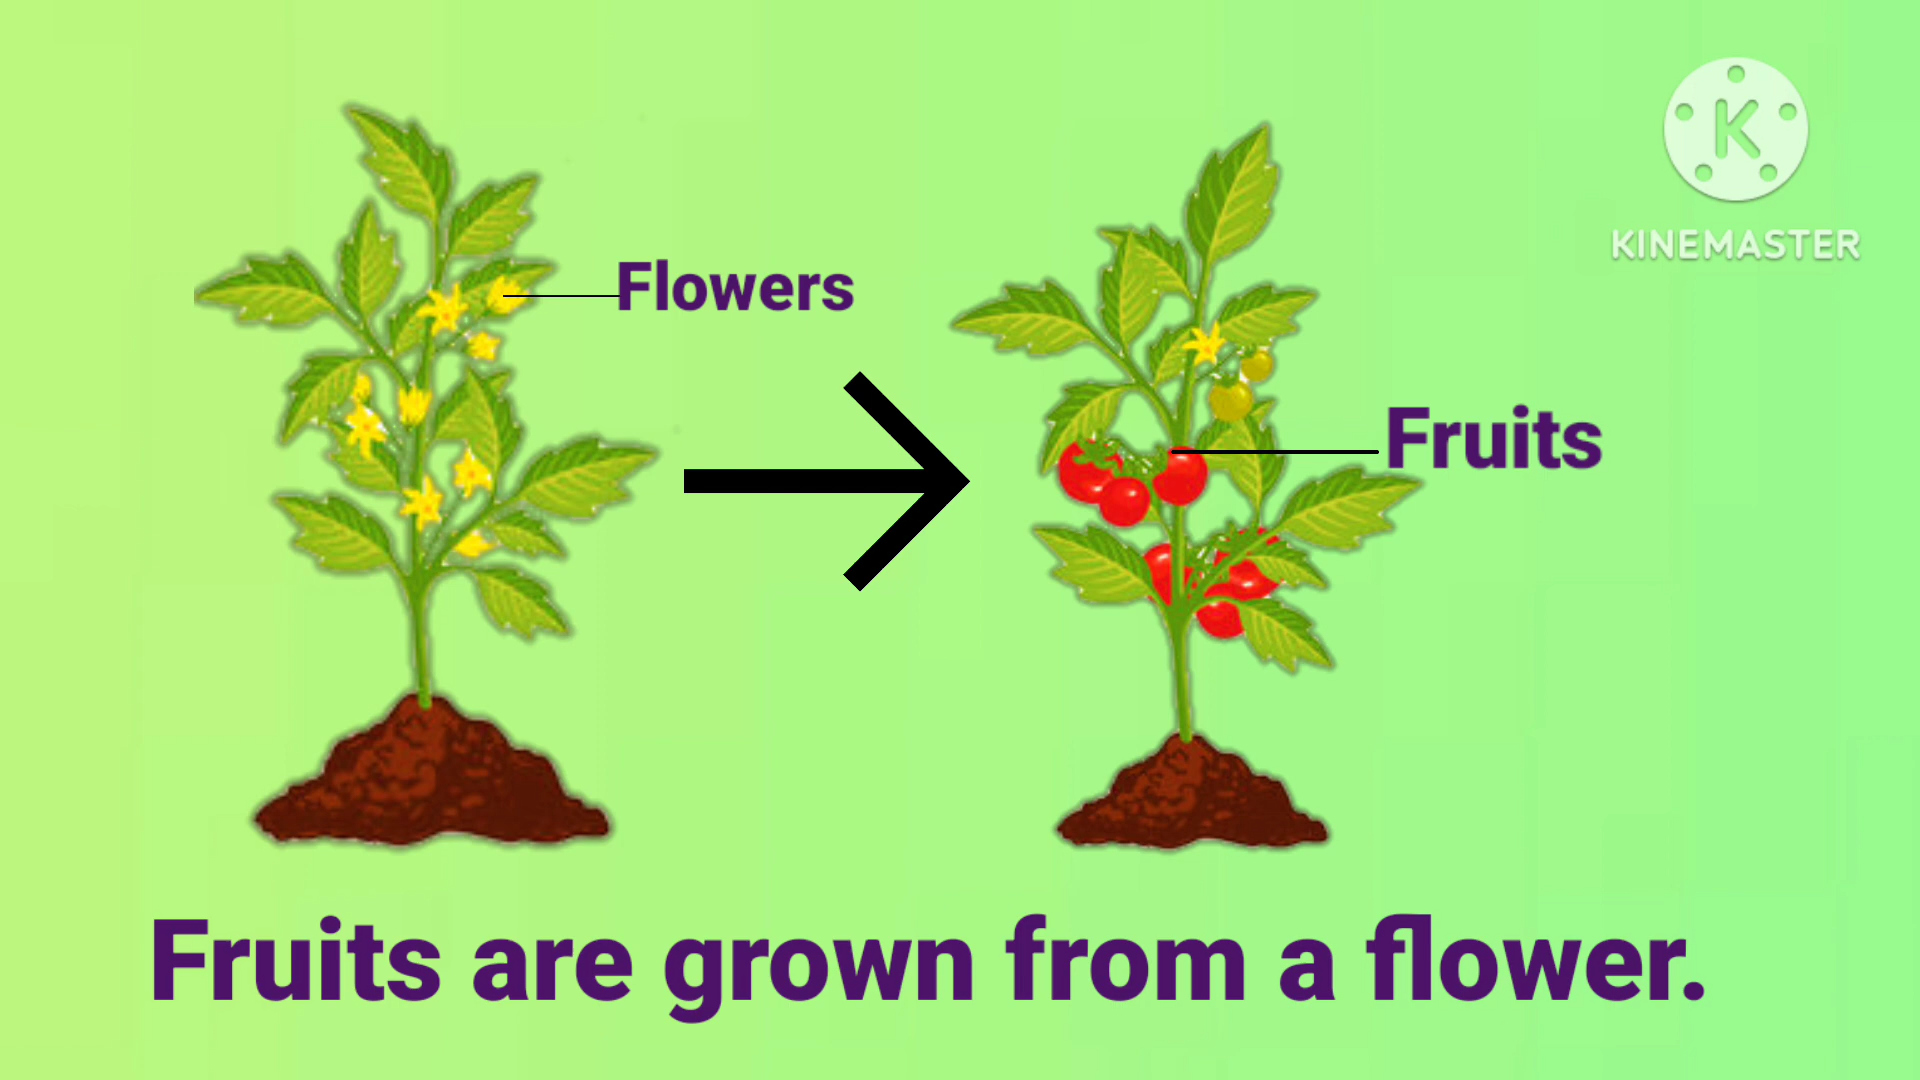 K
KINEMASTER
Flowers
Fruits
Fruits are grown from a flower.